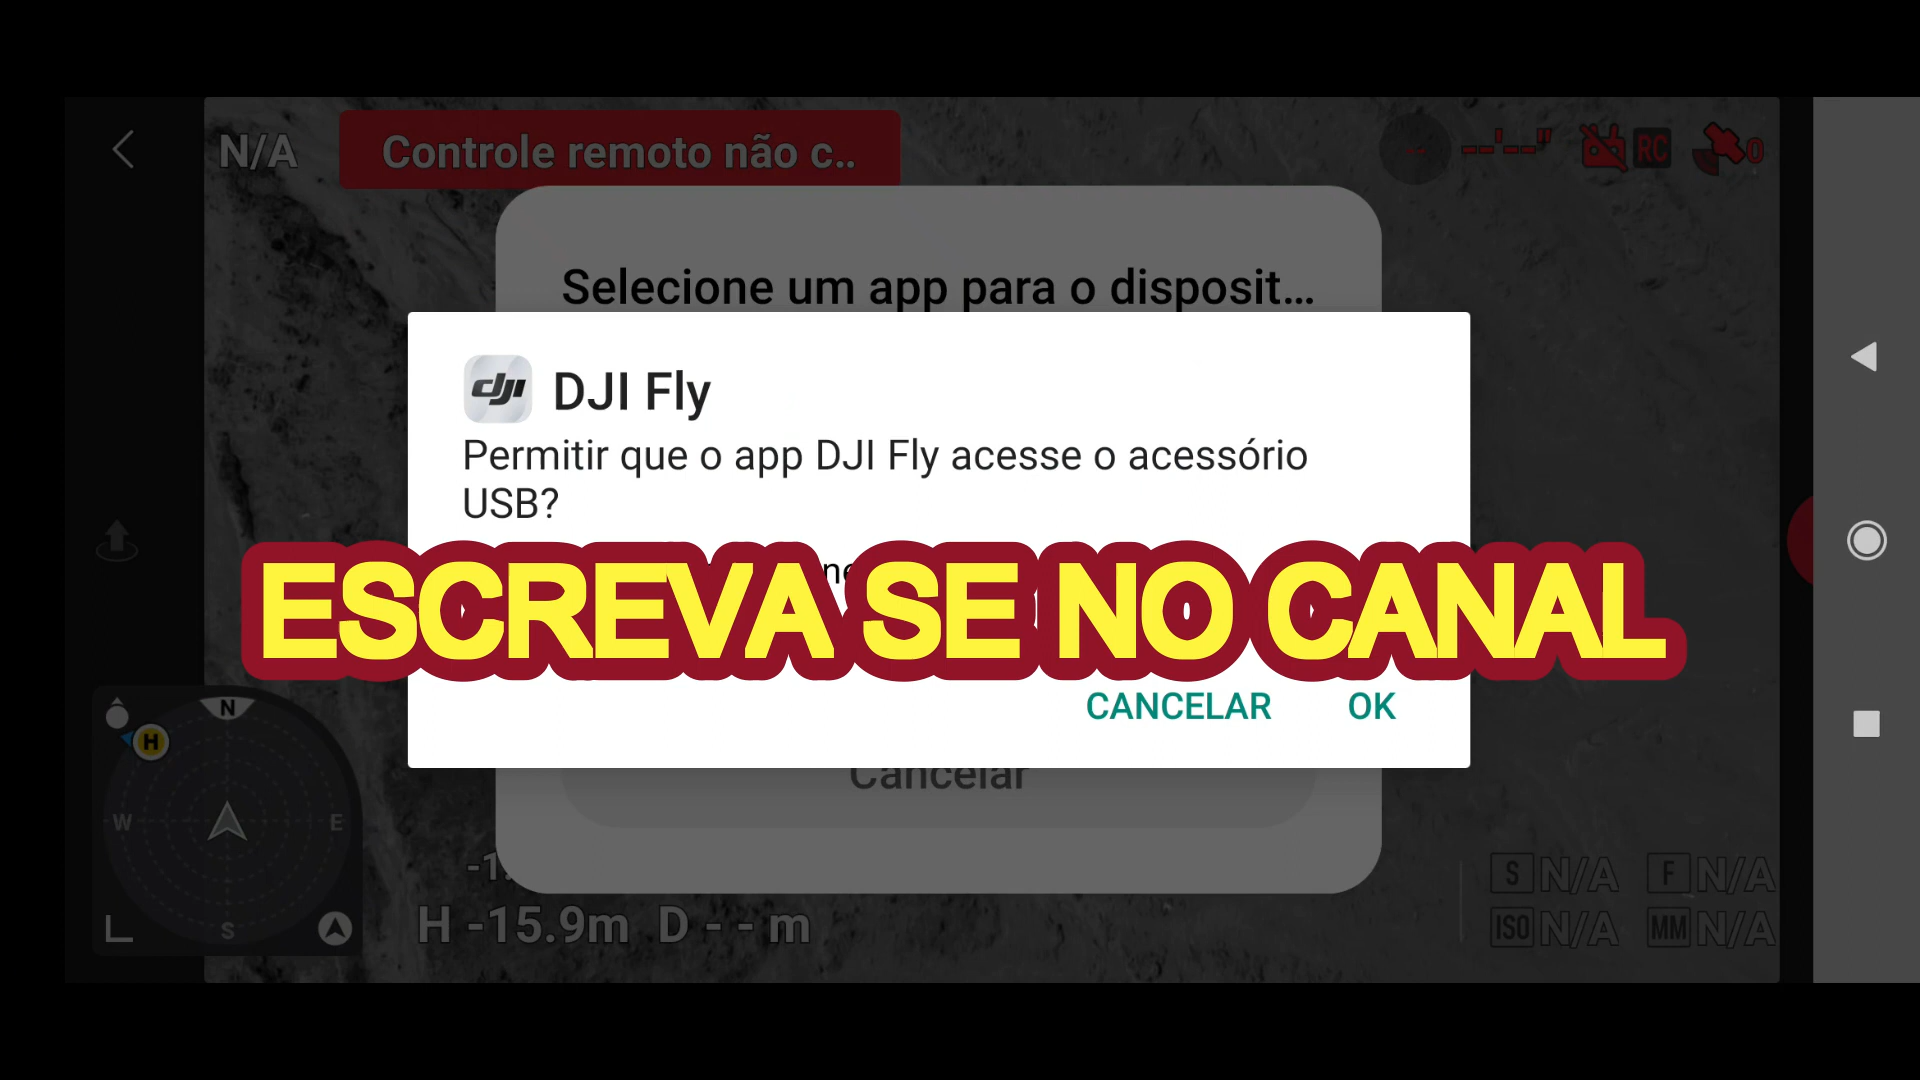 N/A
Controle remoto não c..
--'--"
RC
0
Selecione um app para o disposit...
dji
DJI Fly
Permitir que o app DJI Fly acesse o acessório
USB?
ESCREVA SE NO CANAL
CANCELAR OK
Cancelar
N
H
W E
S
H -15.9m D - - m
S N/A F N/A
ISO N/A MM N/A